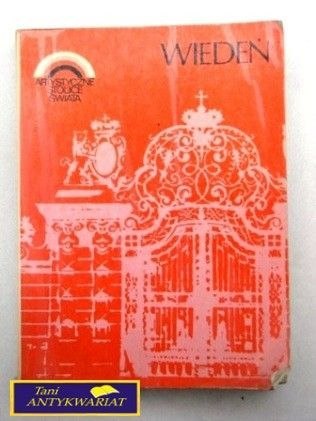 WIEDEŃ
ARTYSTYCZNE
STOLICE
ŚWIATA
Tani
ANTYKWARIAT